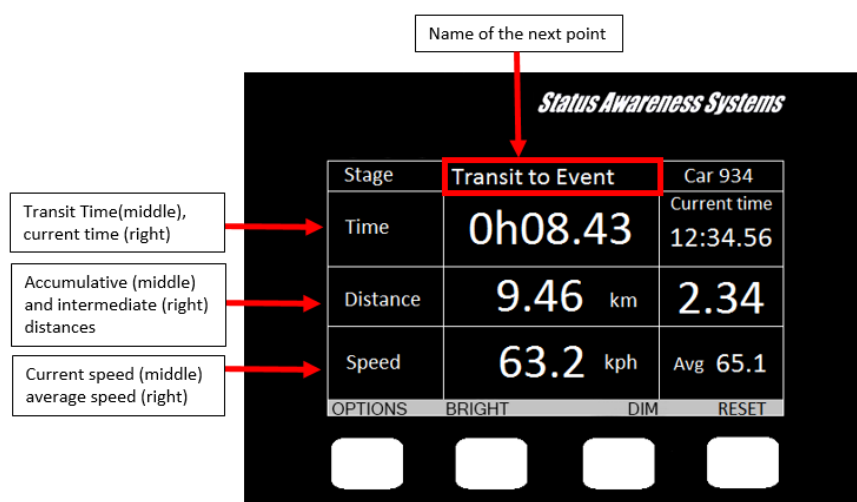 Name of the next point
Status Awareness Systems
Stage Transit to Event Car 934
Transit Time(middle),
current time (right)
Time 0h08.43 Current time
12:34.56
Accumulative (middle)
and intermediate (right)
distances
Distance 9.46 km 2.34
Current speed (middle)
average speed (right)
Speed 63.2 kph Avg 65.1
OPTIONS BRIGHT DIM RESET